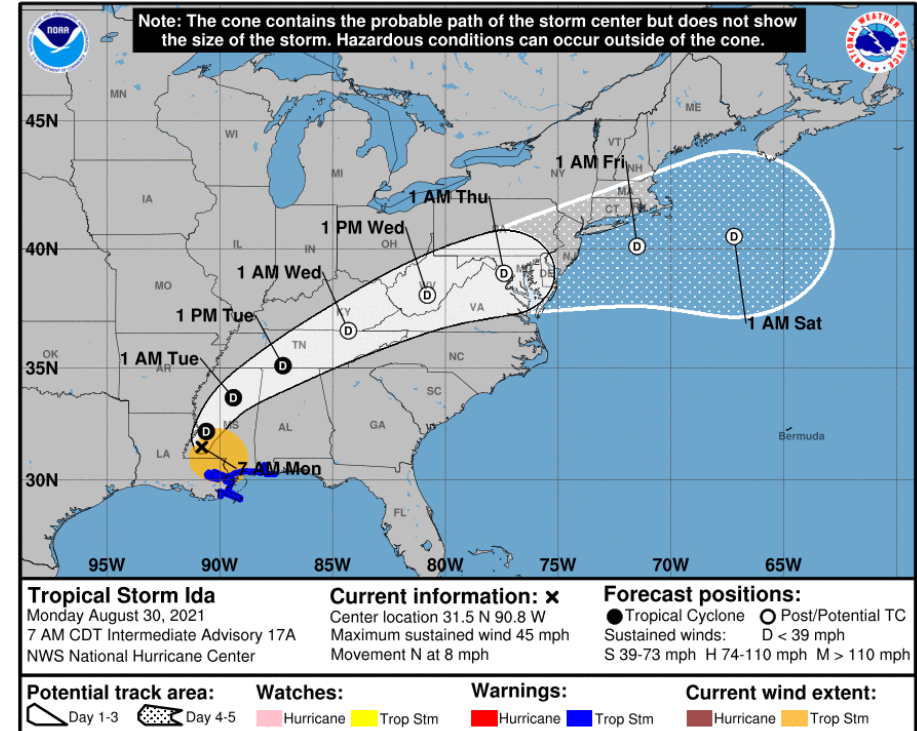 Note: The cone contains the probable path of the storm center but does not show
the size of the storm. Hazardous conditions can occur outside of the cone.
NOAA
NATIONAL WEATHER SERVICE
MN
ME
45N
WI
VT
1 AM Fri
NH
MI
NY
MA
IA
1 AM Thu
CT
RI
PA
1 PM Wed
40N
IL
IN
OH
NJ
D
D
1 AM Wed
D
MD
DE
MO
WV
D
1 PM Tue
KY
VA
1 AM Sat
D
TN
OK
1 AM Tue
D
NC
35N
AR
D
SC
MS
AL
GA
D
Bermuda
LA
7 AM Mon
30N
FL
95W
90W
85W
80W
75W
70W
65W
Tropical Storm Ida
Monday August 30, 2021
7 AM CDT Intermediate Advisory 17A
NWS National Hurricane Center
Current information: ×
Center location 31.5 N 90.8 W
Maximum sustained wind 45 mph
Movement N at 8 mph
Forecast positions:
Tropical Cyclone Post/Potential TC
Sustained winds: D < 39 mph
S 39-73 mph H 74-110 mph M > 110 mph
Potential track area:
Day 1-3 Day 4-5
Watches:
Hurricane Trop Stm
Warnings:
Hurricane Trop Stm
Current wind extent:
Hurricane Trop Stm